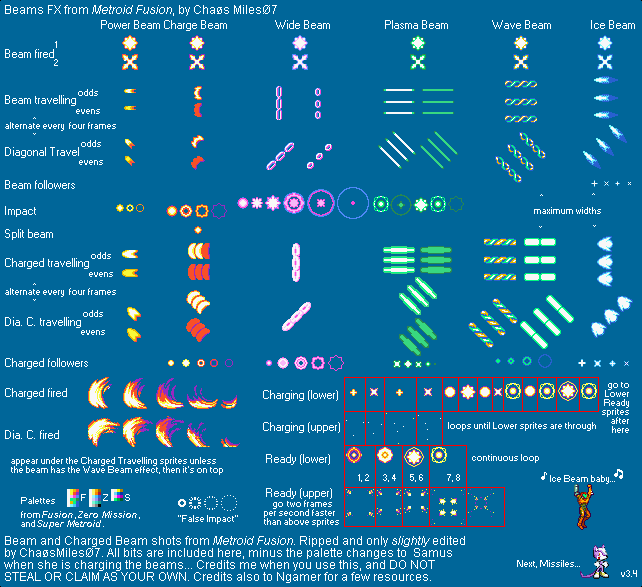 Beams FX from Metroid Fusion, by Chaøs MilesØ7
Power Beam Charge Beam Wide Beam Plasma Beam Wave Beam Ice Beam
Beam fired 1
2
Beam travelling odds
evens
alternate every four frames
Diagonal Travel odds
evens
Beam followers
Impact
maximum widths
Split beam
Charged travelling odds
evens
alternate every four frames
Dia. C. travelling odds
evens
Charged followers
Charged fired
Charging (lower)
go to
Lower
Ready
sprites
after
here
Charging (upper)
loops until Lower sprites are through
Dia. C. fired
Ready (lower)
continuous loop
appear under the Charged Travelling sprites unless
the beam has the Wave Beam effect, then it's on top
1, 2 3, 4 5, 6 7, 8
Ready (upper)
go two frames
per second faster
than above sprites
Palettes F Z S
from Fusion, Zero Mission,
and Super Metroid.
"False Impact"
♪ Ice Beam baby... ♪
Beam and Charged Beam shots from Metroid Fusion. Ripped and only slightly edited
by ChaøsMilesØ7. All bits are included here, minus the palette changes to Samus
when she is charging the beams... Credits me when you use this, and DO NOT
STEAL OR CLAIM AS YOUR OWN. Credits also to Ngamer for a few resources.
Next, Missiles...
v3.4